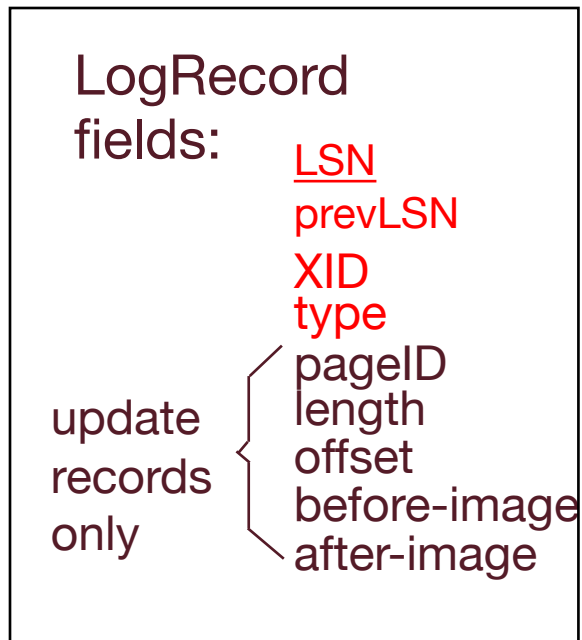 LogRecord
fields:
LSN
prevLSN
XID
type
pageID
length
offset
before-image
after-image
update
records
only